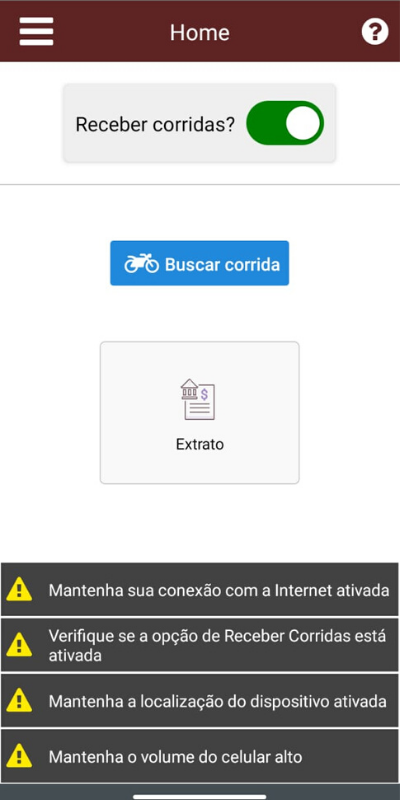 Home
Receber corridas?
Buscar corrida
Extrato
Mantenha sua conexão com a Internet ativada
Verifique se a opção de Receber Corridas está
ativada
Mantenha a localização do dispositivo ativada
Mantenha o volume do celular alto